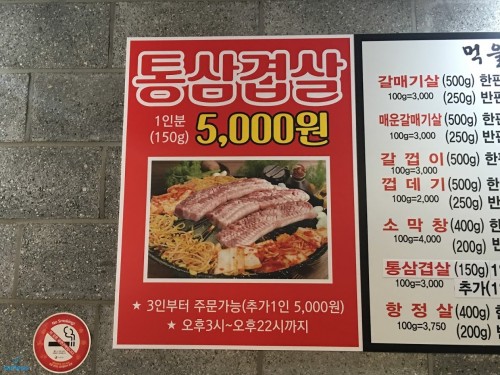 통삼겹살
1인분
(150g) 5,000원
★ 3인부터 주문가능(추가1인 5,000원)
★ 오후3시~오후22시까지
갈매기살 (500g) 한판
100g=3,000 (250g) 반판
매운갈매기살 (500g) 한판
100g=3,000 (250g) 반
갈 껍 이 (500g) 한판
100g=3,000
껍 데 기 (500g) 한
100g=2,000 (250g) 반
소 막 창 (400g) 한
100g=4,000 (200g) 반
통삼겹살 (150g) 1
100g=3,000 추가(1
항 정 살 (400g) 한
100g=3,750 (200g) 반